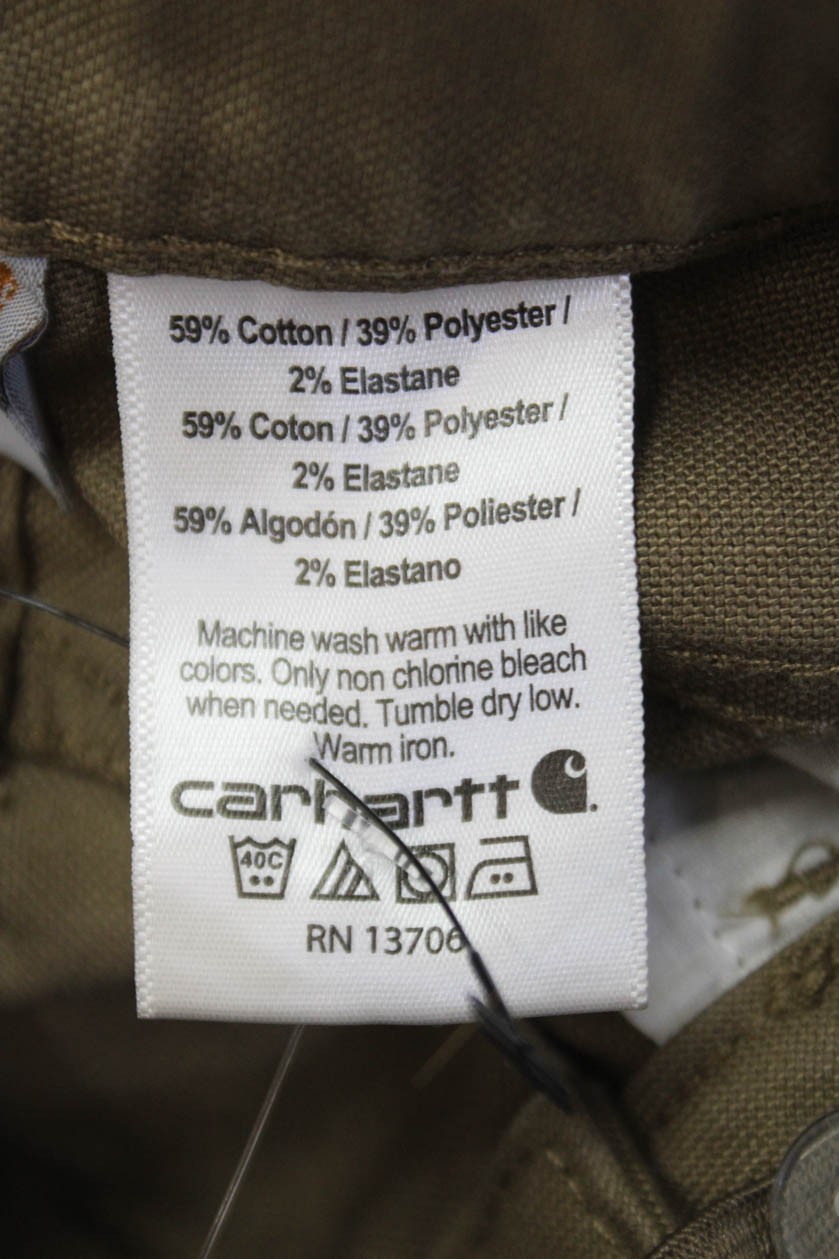 59% Cotton / 39% Polyester /
2% Elastane
59% Coton / 39% Polyester /
2% Elastane
59% Algodón / 39% Poliester /
2% Elastano
Machine wash warm with like
colors. Only non chlorine bleach
when needed. Tumble dry low.
Warm iron.
carhartt
40C
RN 13706